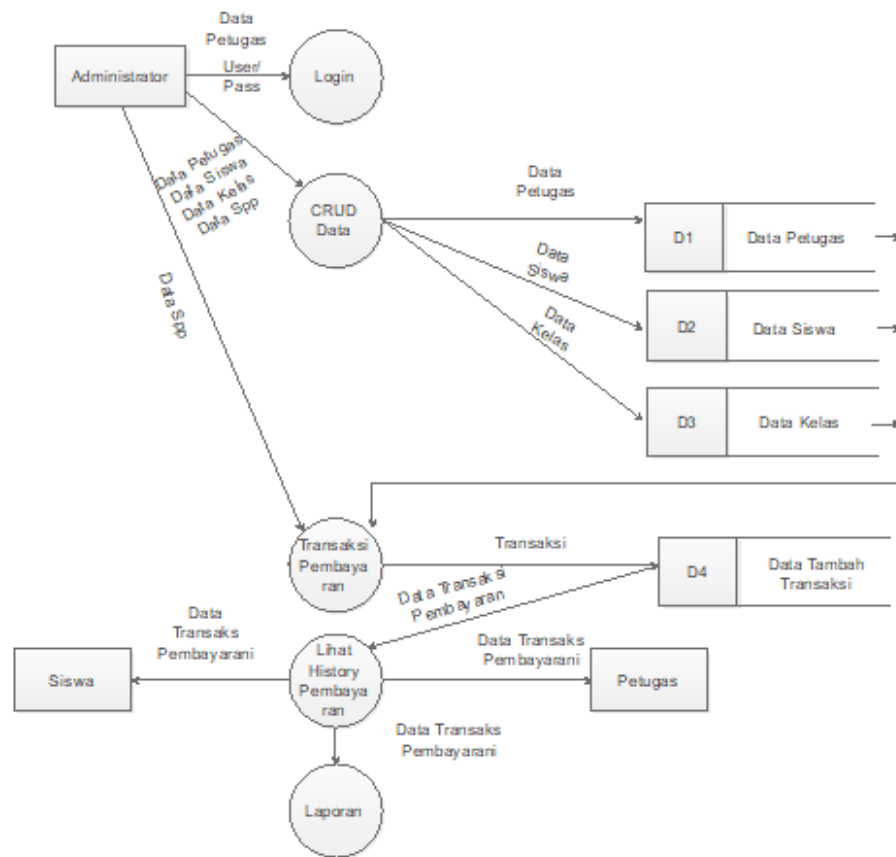 Data
Petugas
User/
Pass
Administrator
Login
Data Petugas
Data Siswa
Data Kelas
Data Spp
CRUD
Data
Data
Petugas
D1
Data Petugas
Data
Siswa
D2
Data Siswa
Data
Kelas
D3
Data Kelas
Data Spp
Transaksi
Pembaya
ran
Transaksi
D4
Data Tambah
Transaksi
Data Transaksi
Pembayaran
Data
Transaks
Pembayarani
Siswa
Lihat
History
Pembaya
ran
Data Transaks
Pembayarani
Petugas
Data Transaks
Pembayarani
Laporan